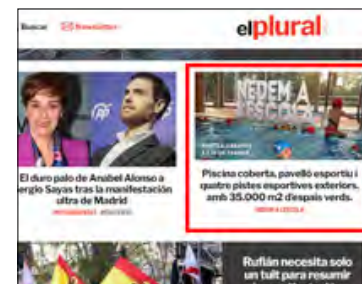 Buscar Newsletter
elplural
PP
NEDEM A
L'ESCOLA
El duro palo de Anabel Alonso a
ergio Sayas tras la manifestación
ultra de Madrid
Piscina coberta, pavelló esportiu i
quatre pistes esportives exteriors,
amb 35.000 m2 d'espais verds.
Rufián necesita solo
un tuit para resumir